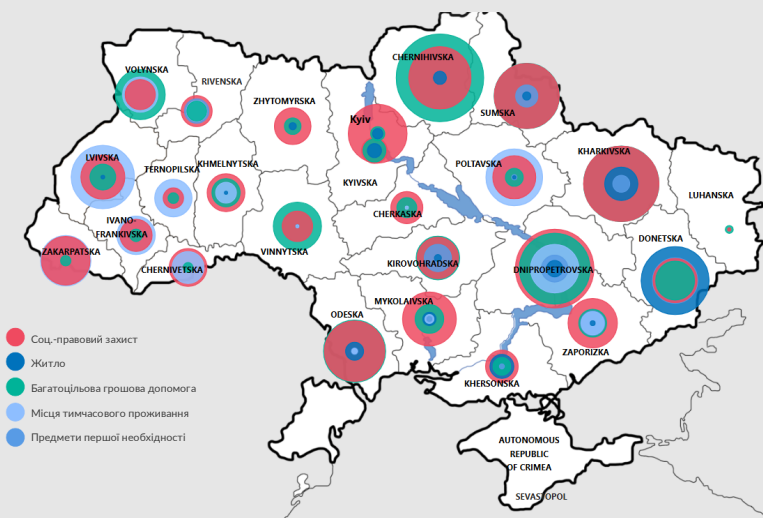 CHERNIHIVSKA
VOLYNSKA
RIVENSKA
ZHYTOMYRSKA
SUMSKA
Kyiv
KHARKIVSKA
LVIVSKA
TERNOPILSKA
KHMELNYTSKA
POLTAVSKA
KYIVSKA
LUHANSKA
CHERKASKA
IVANO-
FRANKIVSKA
DONETSKA
ZAKARPATSKA
VINNYTSKA
KIROVOHRADSKA
CHERNIVETSKA
DNIPROPETROVSKA
MYKOLAIVSKA
ODESKA
ZAPORIZKA
KHERSONSKA
AUTONOMOUS
REPUBLIC
OF CRIMEA
SEVASTOPOL
Соц.-правовий захист
Житло
Багатоцільова грошова допомога
Місця тимчасового проживання
Предмети першої необхідності